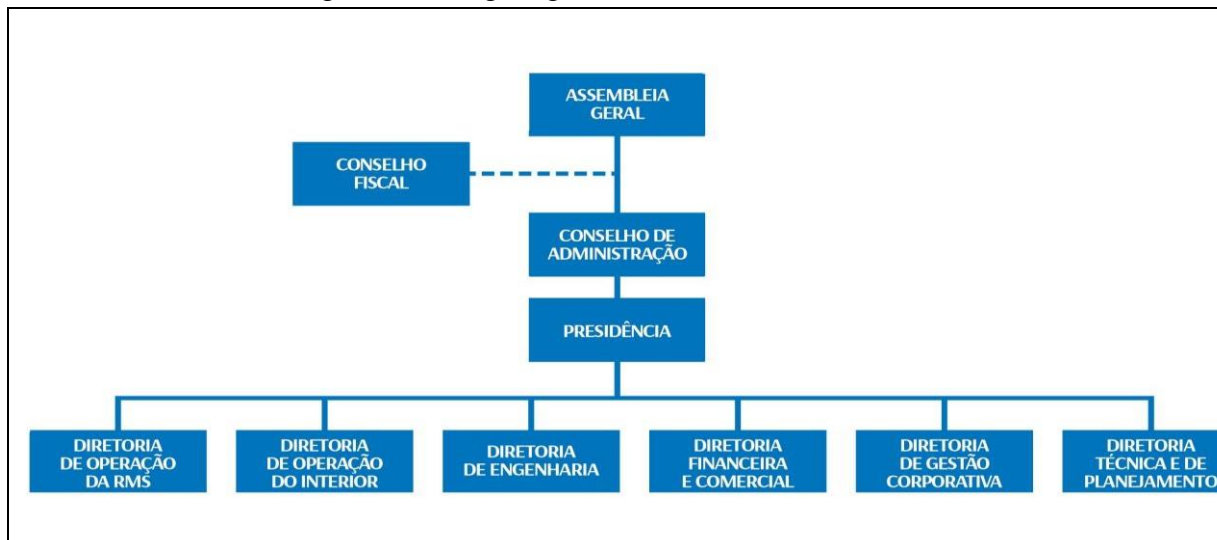 ASSEMBLEIA
GERAL
CONSELHO
FISCAL
CONSELHO DE
ADMINISTRAÇÃO
PRESIDÊNCIA
DIRETORIA
DE OPERAÇÃO
DA RMS
DIRETORIA
DE OPERAÇÃO
DO INTERIOR
DIRETORIA
DE ENGENHARIA
DIRETORIA
FINANCEIRA
E COMERCIAL
DIRETORIA
DE GESTÃO
CORPORATIVA
DIRETORIA
TÉCNICA E DE
PLANEJAMENTO